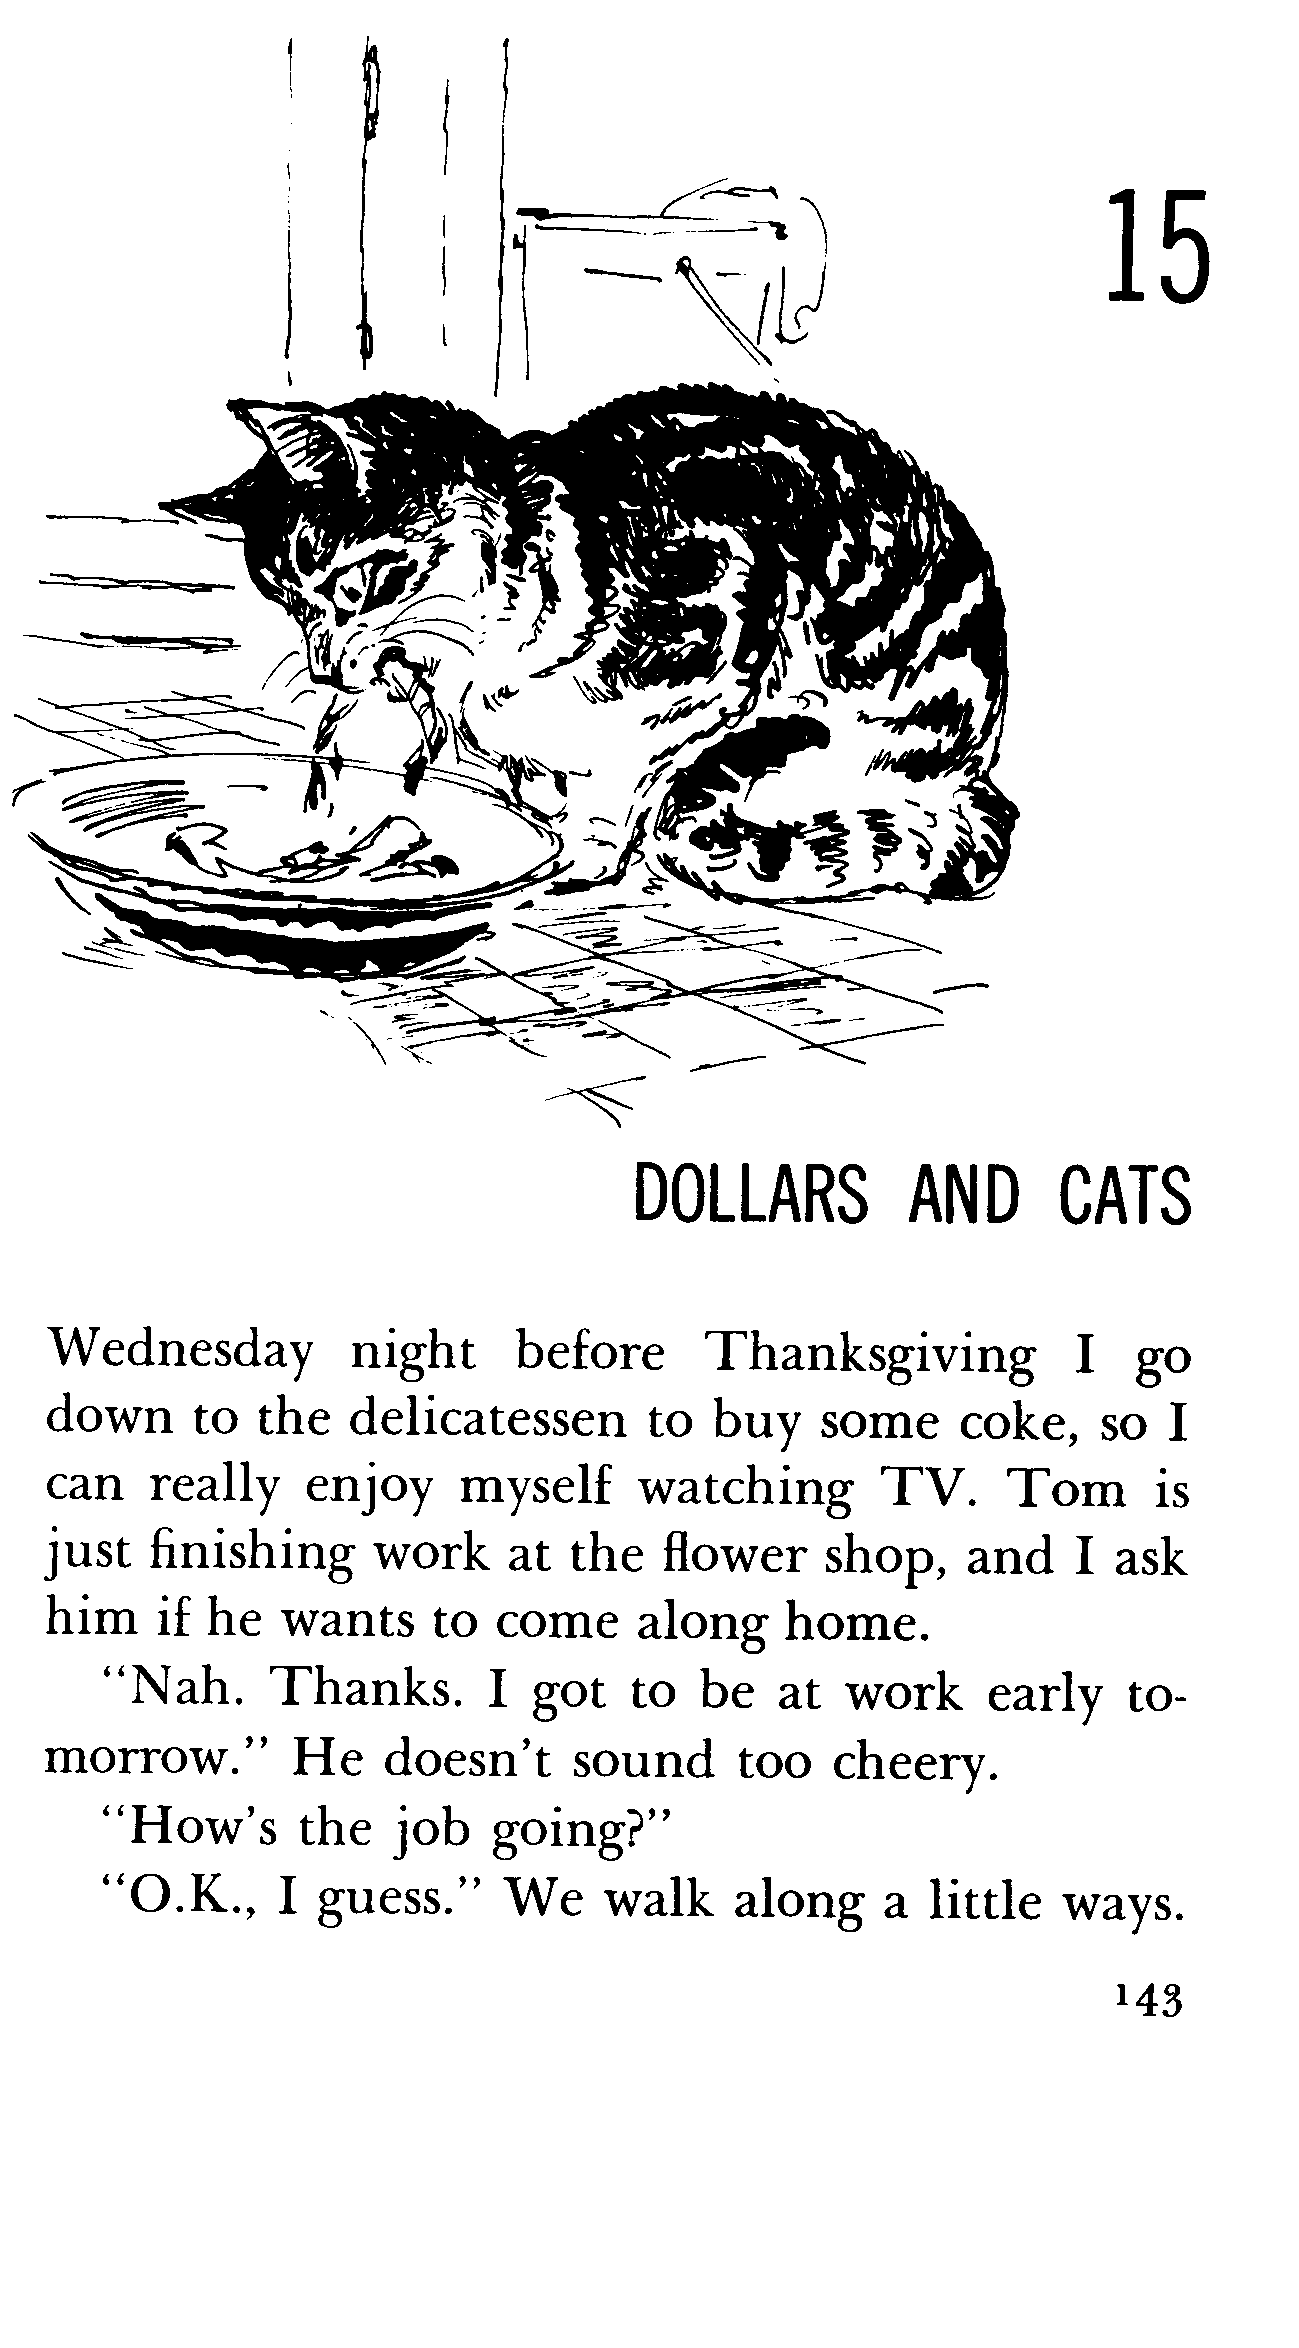 15
DOLLARS AND CATS
Wednesday night before Thanksgiving I go
down to the delicatessen to buy some coke, so I
can really enjoy myself watching TV. Tom is
just finishing work at the flower shop, and I ask
him if he wants to come along home.
“Nah. Thanks. I got to be at work early to-
morrow.” He doesn’t sound too cheery.
“How’s the job going?”
“O.K., I guess.” We walk along a little ways.
143